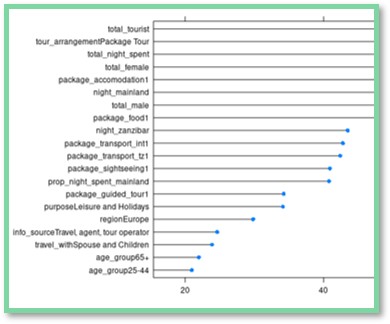 total_tourist
tour_arrangementPackage Tour
total_night_spent
total_female
package_accomodation1
night_mainland
total_male
package_food1
night_zanzibar
package_transport_int1
package_transport_tz1
package_sightseeing1
prop_night_spent_mainland
package_guided_tour1
purposeLeisure and Holidays
regionEurope
info_sourceTravel, agent, tour operator
travel_withSpouse and Children
age_group65+
age_group25-44
20 40